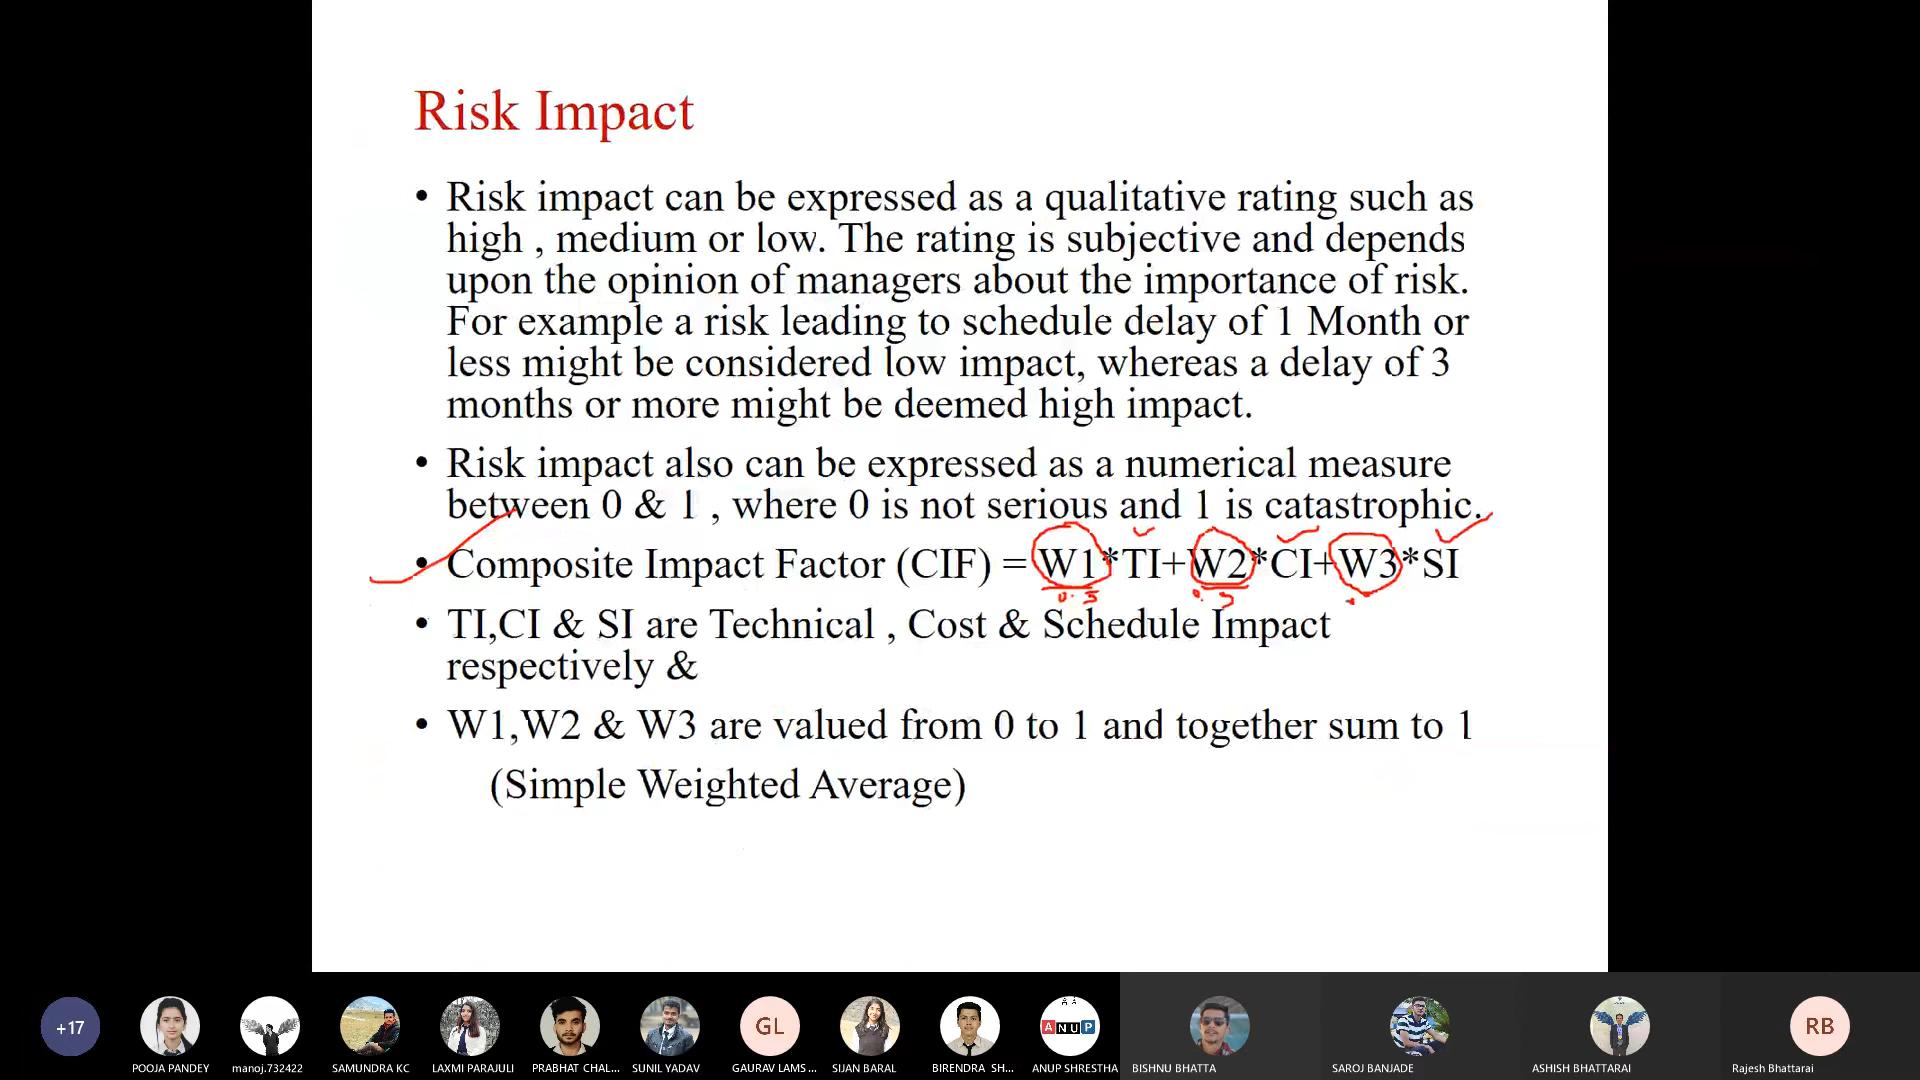 Risk Impact
• Risk impact can be expressed as a qualitative rating such as
high , medium or low. The rating is subjective and depends
upon the opinion of managers about the importance of risk.
For example a risk leading to schedule delay of 1 Month or
less might be considered low impact, whereas a delay of 3
months or more might be deemed high impact.
• Risk impact also can be expressed as a numerical measure
between 0 & 1 , where 0 is not serious and 1 is catastrophic.
• Composite Impact Factor (CIF) = W1*TI+W2*CI+W3*SI
• TI,CI & SI are Technical , Cost & Schedule Impact
respectively &
• W1,W2 & W3 are valued from 0 to 1 and together sum to 1
(Simple Weighted Average)
+17
GL
ANUP
RB
POOJA PANDEY
manoj.732422
SAMUNDRA KC
LAXMI PARAJULI
PRABHAT CHAL...
SUNIL YADAV
GAURAV LAMS ...
SIJAN BARAL
BIRENDRA SH...
ANUP SHRESTHA
BISHNU BHATTA
SAROJ BANJADE
ASHISH BHATTARAI
Rajesh Bhattarai